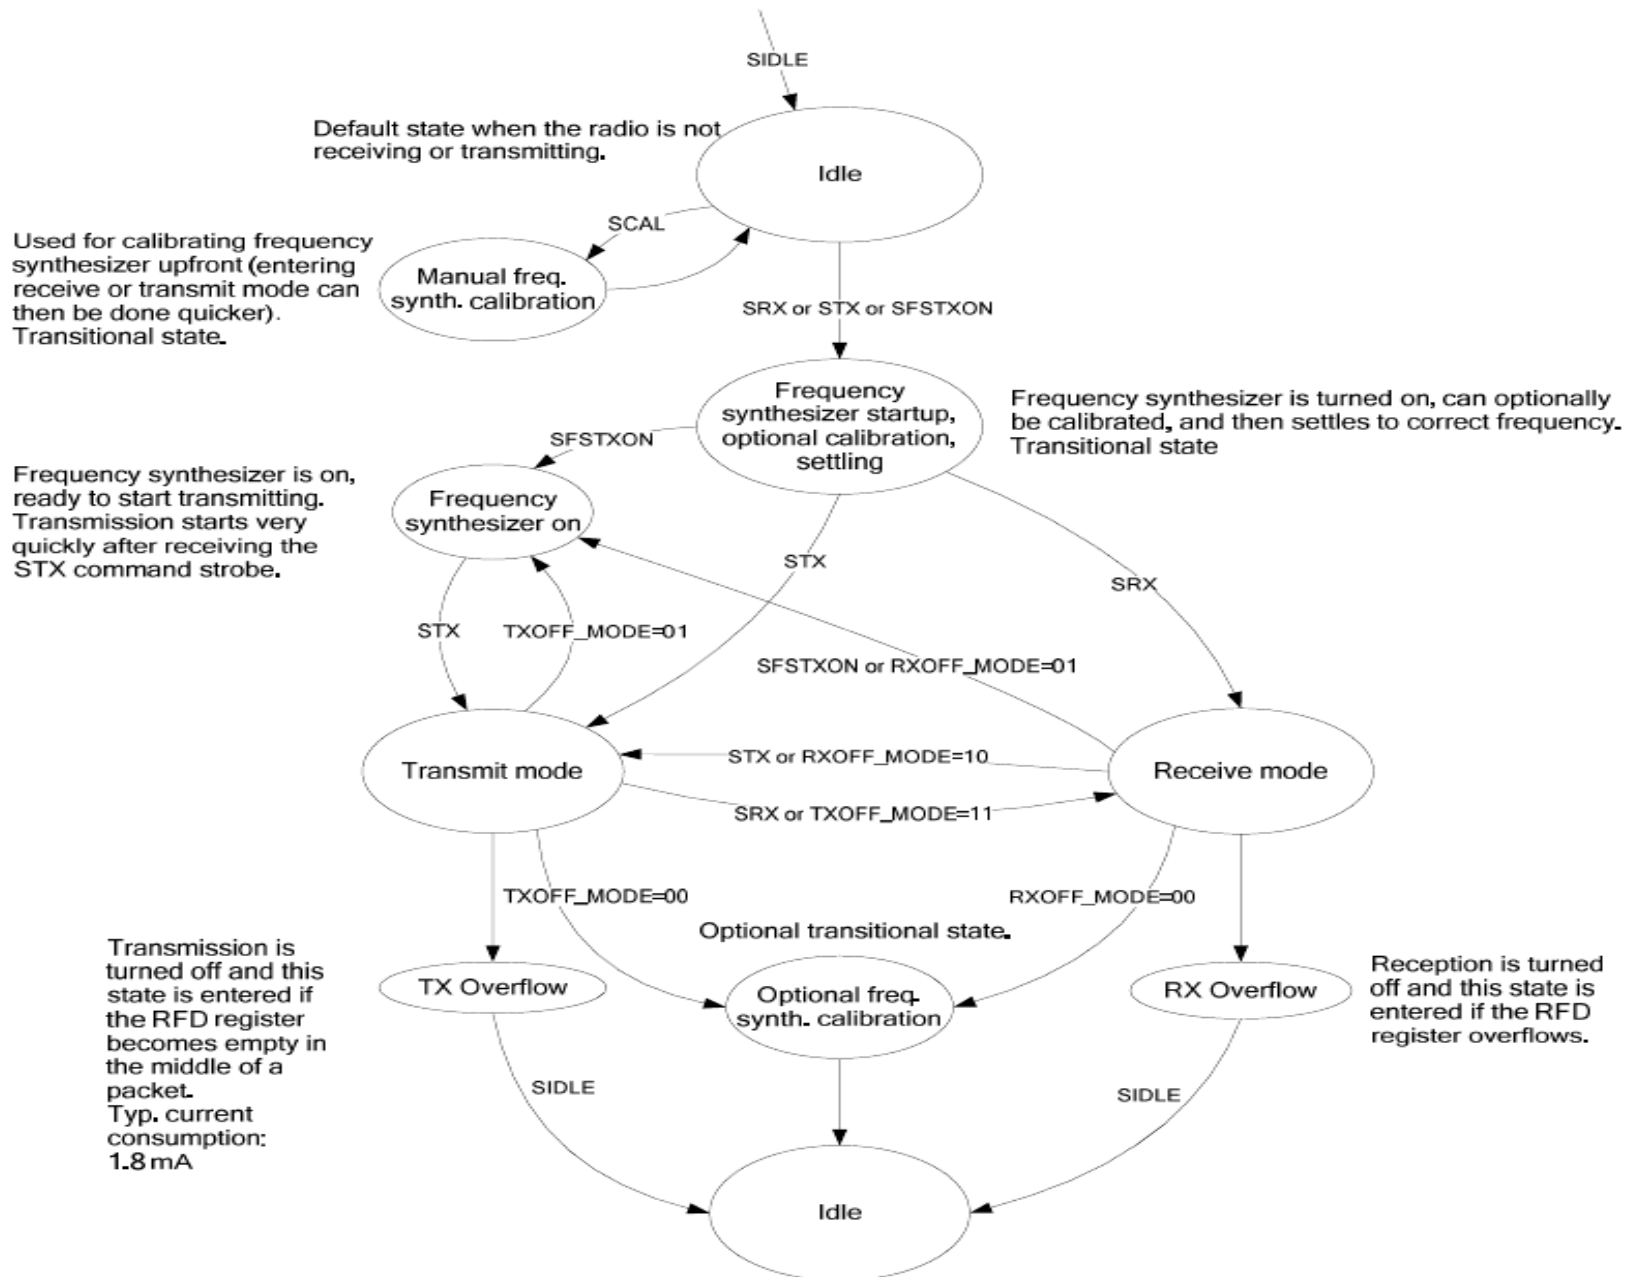 SIDLE
Default state when the radio is not
receiving or transmitting.
Idle
SCAL
Used for calibrating frequency
synthesizer upfront (entering
receive or transmit mode can
then be done quicker).
Transitional state.
Manual freq.
synth. calibration
SRX or STX or SFSTXON
Frequency
synthesizer startup,
optional calibration,
settling
Frequency synthesizer is turned on, can optionally
be calibrated, and then settles to correct frequency.
Transitional state
SFSTXON
Frequency synthesizer is on,
ready to start transmitting.
Transmission starts very
quickly after receiving the
STX command strobe.
Frequency
synthesizer on
STX
SRX
STX
TXOFF_MODE=01
SFSTXON or RXOFF_MODE=01
Transmit mode
STX or RXOFF_MODE=10
Receive mode
SRX or TXOFF_MODE=11
TXOFF_MODE=00
RXOFF_MODE=00
Optional transitional state.
Transmission is
turned off and this
state is entered if
the RFD register
becomes empty in
the middle of a
packet.
Typ. current
consumption:
1.8 mA
TX Overflow
Optional freq.
synth. calibration
RX Overflow
Reception is turned
off and this state is
entered if the RFD
register overflows.
SIDLE
SIDLE
Idle